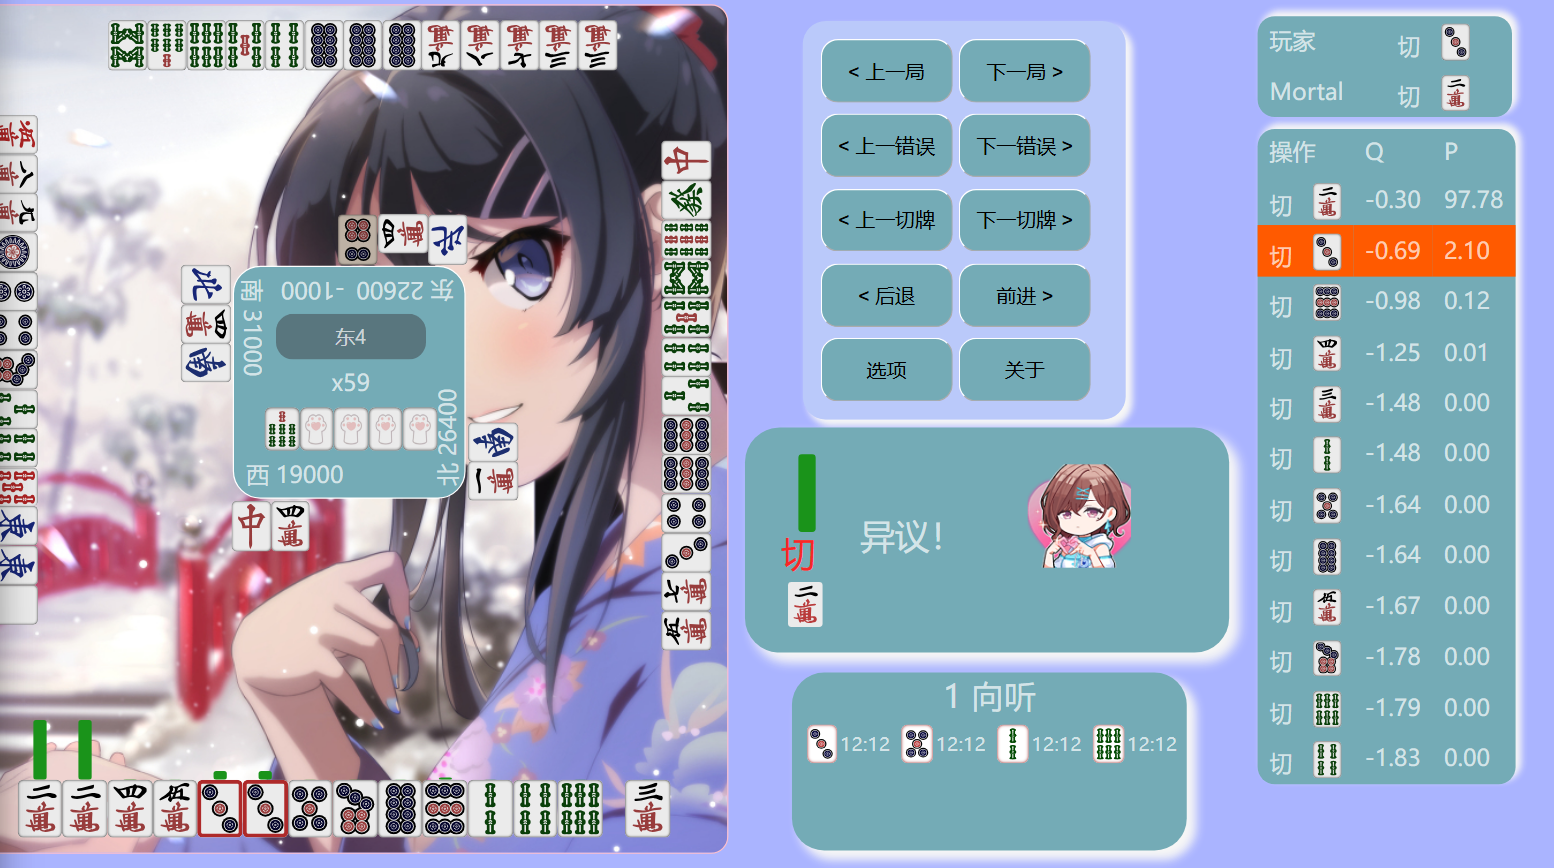 < 上一局
下一局 >
< 上一错误
下一错误 >
< 上一切牌
下一切牌 >
< 后退
前进 >
选项
关于
东 22600 -1000
南 31000
东4
x59
北 26400
西 19000
切
异议!
1 向听
12:12
12:12
12:12
12:12
玩家 切
Mortal 切
操作 Q P
切 -0.30 97.78
切 -0.69 2.10
切 -0.98 0.12
切 -1.25 0.01
切 -1.48 0.00
切 -1.48 0.00
切 -1.64 0.00
切 -1.64 0.00
切 -1.67 0.00
切 -1.78 0.00
切 -1.79 0.00
切 -1.83 0.00